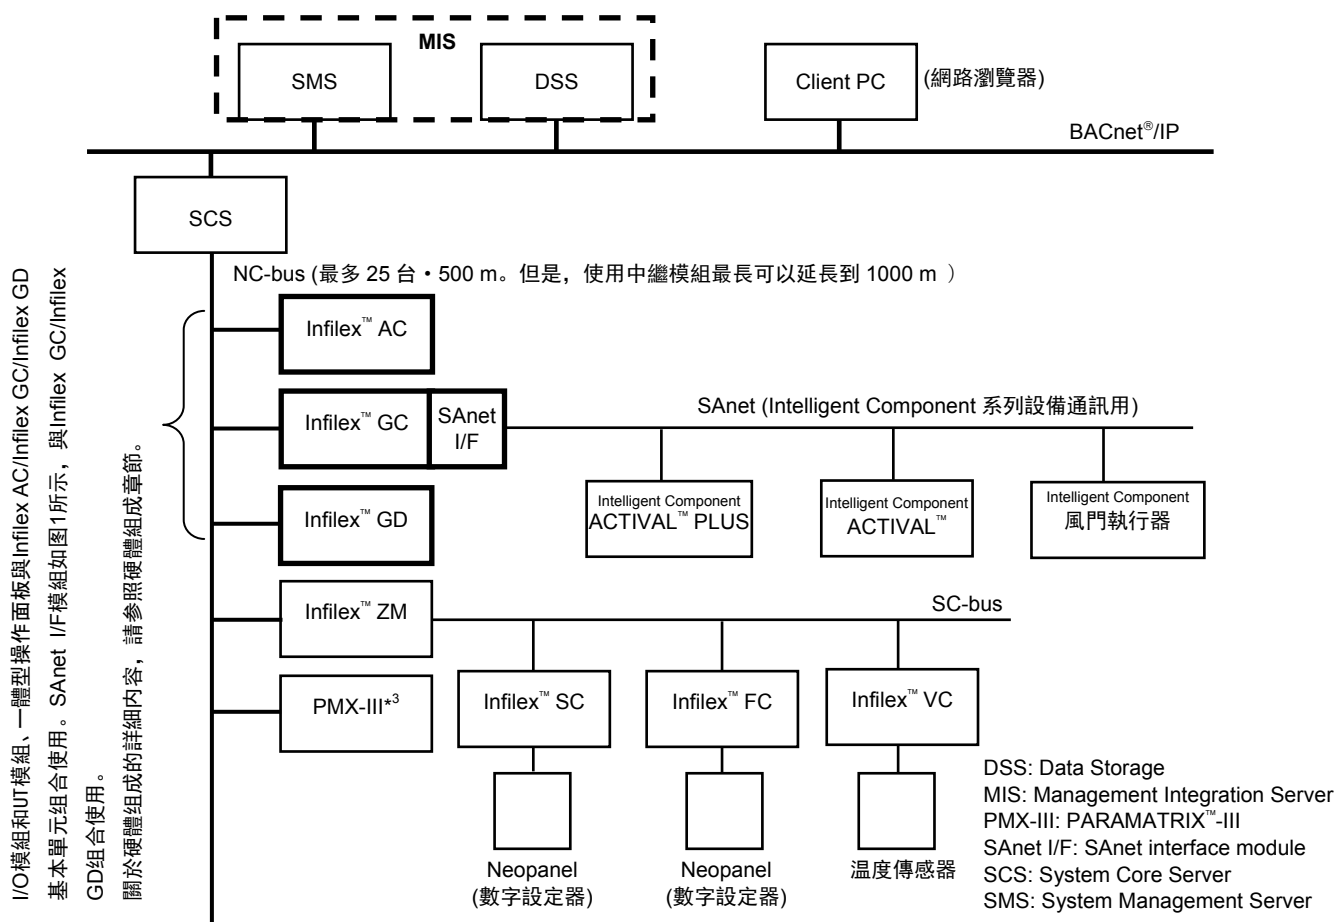 MIS
SMS
DSS
Client PC
(網路瀏覽器)
BACnet®/IP
SCS
NC-bus (最多 25 台・500 m。但是，使用中繼模組最長可以延長到 1000 m ）
Infilex™ AC
Infilex™ GC
SAnet
I/F
SAnet (Intelligent Component 系列設備通訊用)
Intelligent Component
ACTIVAL™ PLUS
Intelligent Component
ACTIVAL™
Intelligent Component
風門執行器
Infilex™ GD
Infilex™ ZM
SC-bus
PMX-III*3
Infilex™ SC
Infilex™ FC
Infilex™ VC
Neopanel
(數字設定器)
Neopanel
(數字設定器)
温度傳感器
DSS: Data Storage
MIS: Management Integration Server
PMX-III: PARAMATRIX™-III
SAnet I/F: SAnet interface module
SCS: System Core Server
SMS: System Management Server
I/O模組和UT模組、一體型操作面板與Infilex AC/Infilex GC/Infilex GD
基本單元组合使用。SAnet I/F模組如图1所示，與Infilex GC/Infilex
GD组合使用。
關於硬體组成的詳細内容，請参照硬體組成章節。